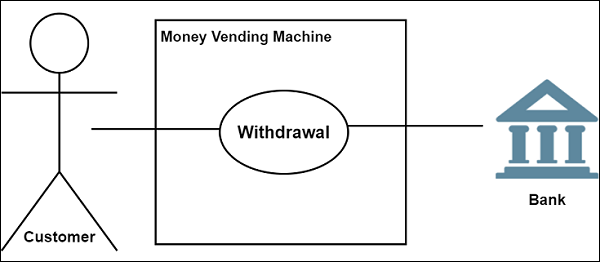 Money Vending Machine
Withdrawal
Customer
Bank